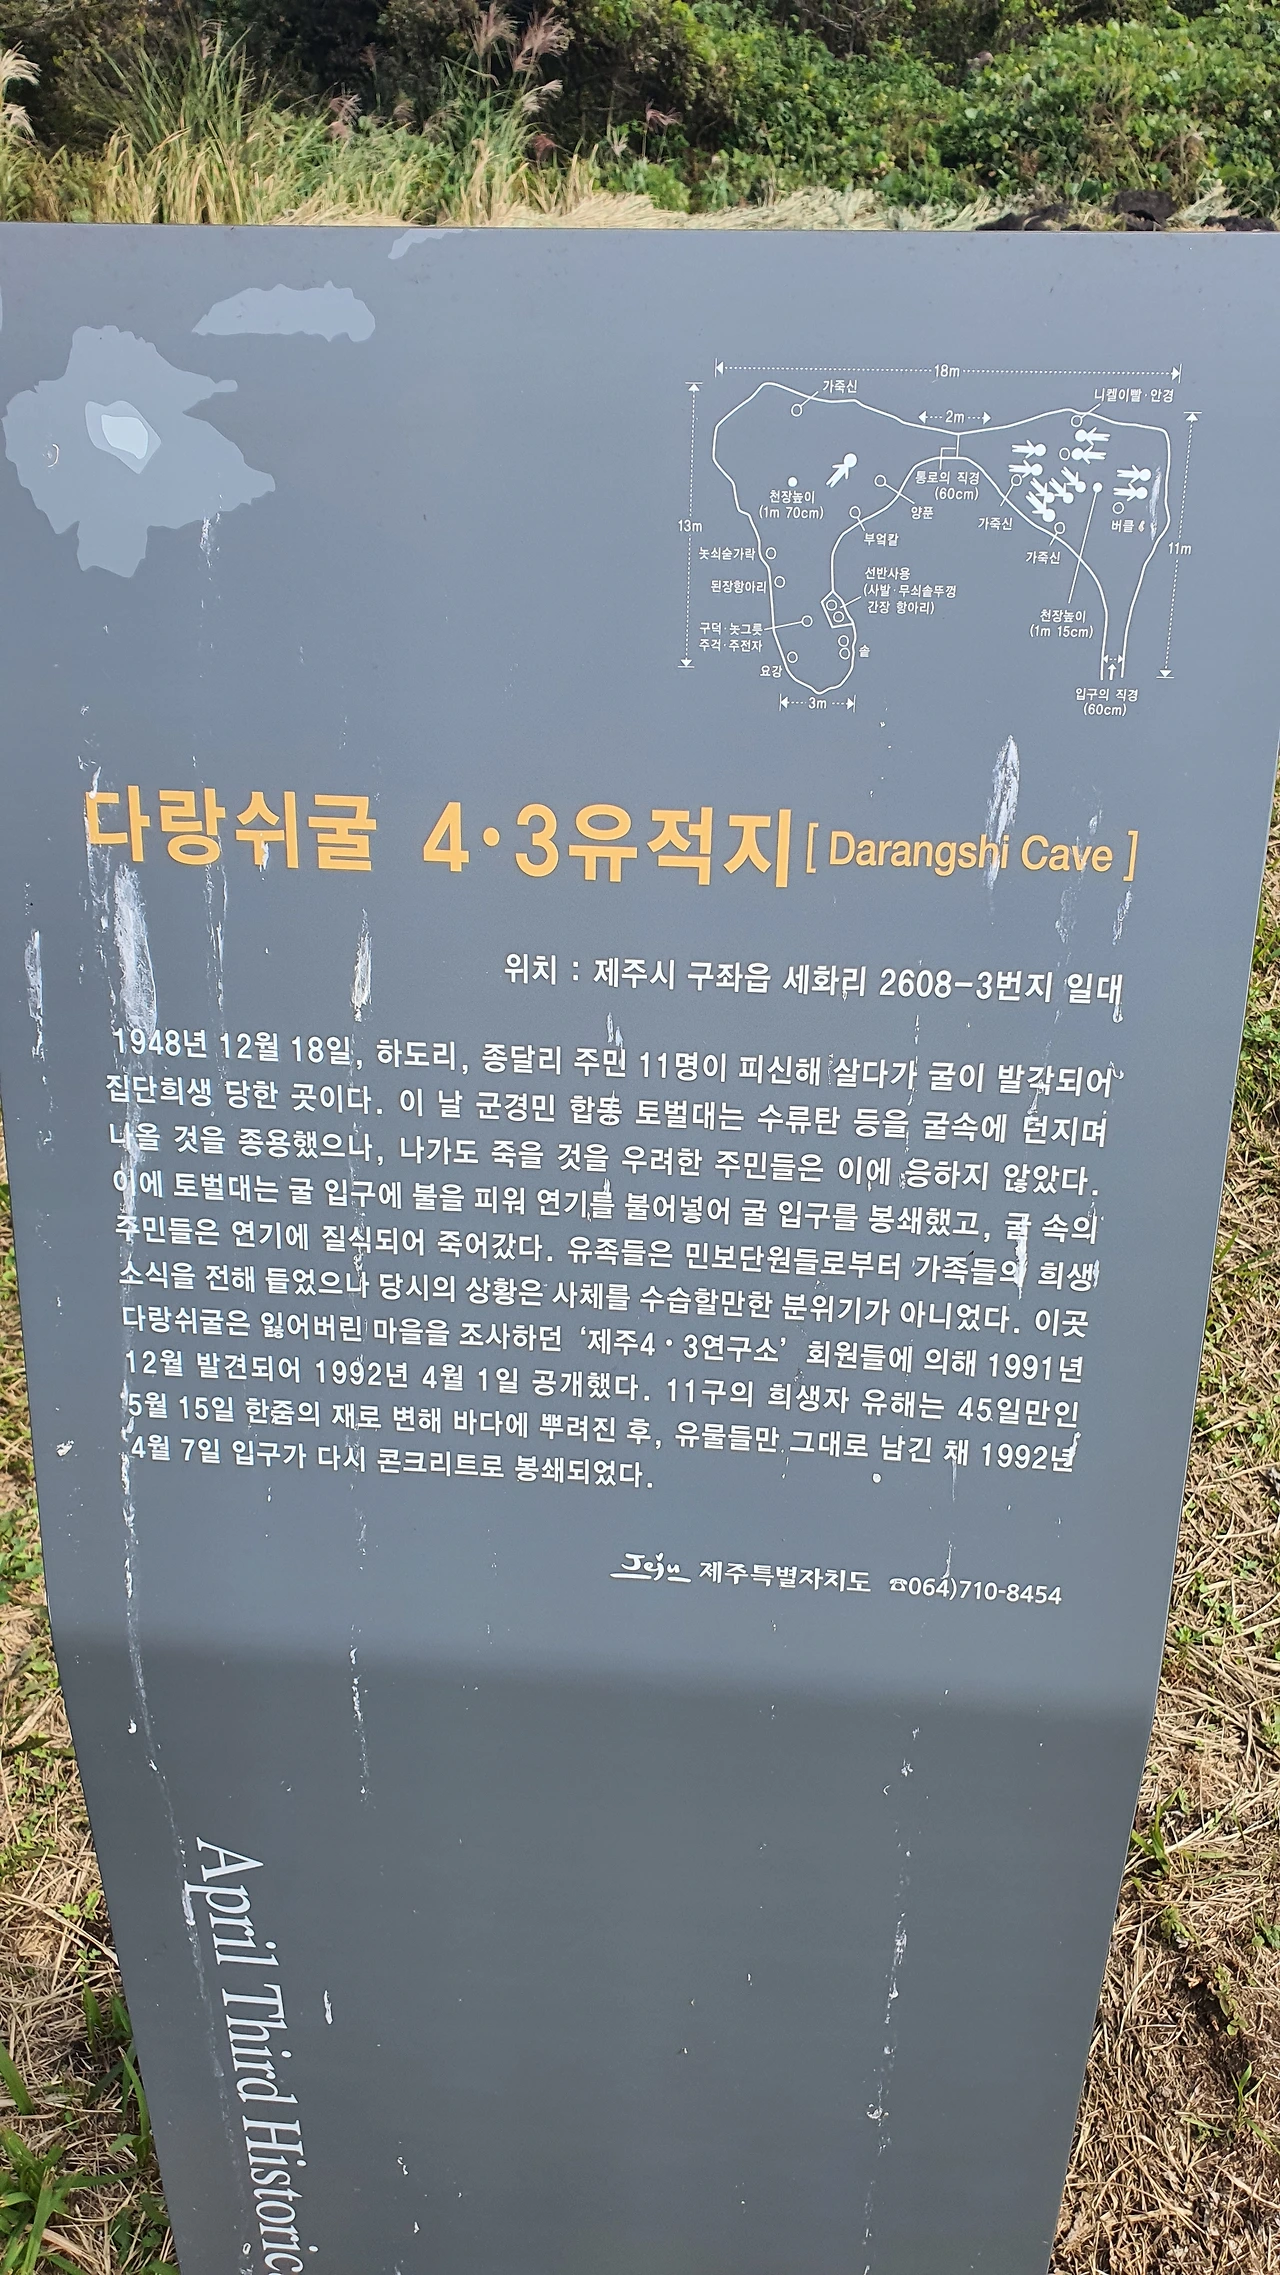 18m
가죽신
니켈이빨·안경
2m
통로의 직경
(60cm)
천장높이
(1m 70cm)
양푼
가죽신
버클
13m
부엌칼
가죽신
11m
놋쇠숟가락
된장항아리
선반사용
(사발·무쇠솥뚜껑
간장 항아리)
천장높이
(1m 15cm)
구덕·놋그릇
주걱·주전자
솥
요강
3m
입구의 직경
(60cm)
다랑쉬굴 4·3유적지 [ Darangshi Cave ]
위치 : 제주시 구좌읍 세화리 2608-3번지 일대
1948년 12월 18일, 하도리, 종달리 주민 11명이 피신해 살다가 굴이 발각되어
집단희생 당한 곳이다. 이 날 군경민 합동 토벌대는 수류탄 등을 굴속에 던지며
나올 것을 종용했으나, 나가도 죽을 것을 우려한 주민들은 이에 응하지 않았다.
이에 토벌대는 굴 입구에 불을 피워 연기를 불어넣어 굴 입구를 봉쇄했고, 굴 속의
주민들은 연기에 질식되어 죽어갔다. 유족들은 민보단원들로부터 가족들의 희생
소식을 전해 들었으나 당시의 상황은 사체를 수습할만한 분위기가 아니었다. 이곳
다랑쉬굴은 잃어버린 마을을 조사하던 '제주4·3연구소' 회원들에 의해 1991년
12월 발견되어 1992년 4월 1일 공개했다. 11구의 희생자 유해는 45일만인
5월 15일 한줌의 재로 변해 바다에 뿌려진 후, 유물들만 그대로 남긴 채 1992년
4월 7일 입구가 다시 콘크리트로 봉쇄되었다.
Jeju 제주특별자치도 ☎064)710-8454
April Third Historic